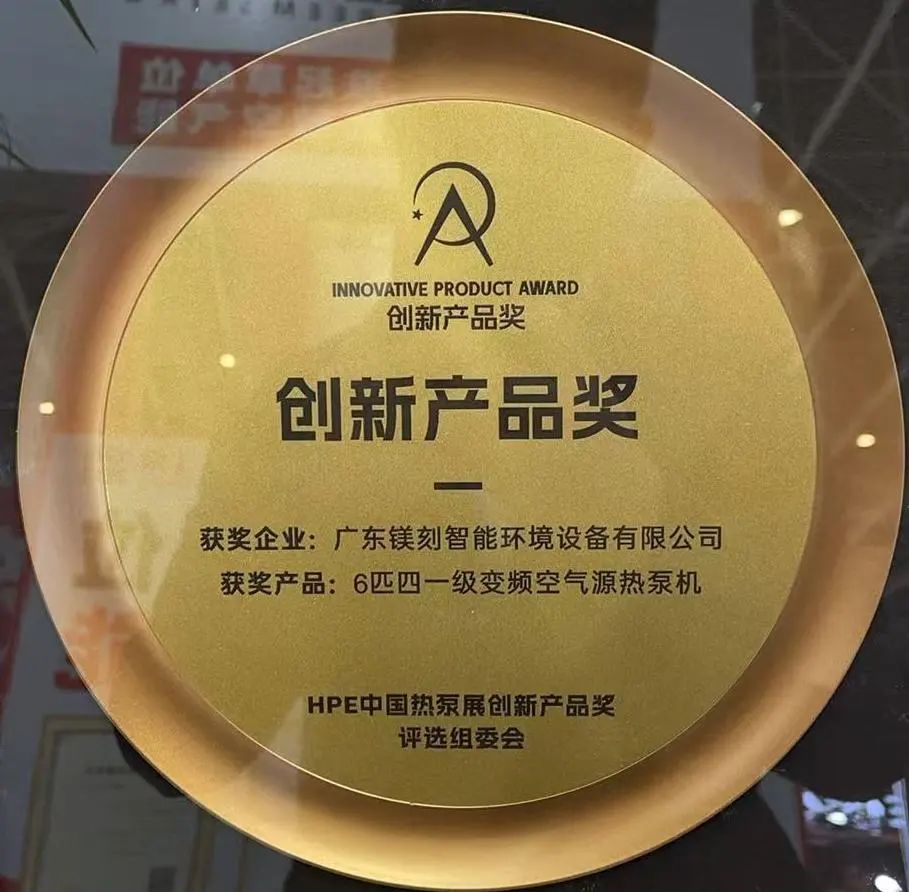 INNOVATIVE PRODUCT AWARD
创新产品奖
创新产品奖
获奖企业：广东镁刻智能环境设备有限公司
获奖产品：6匹四一级变频空气源热泵机
HPE中国热泵展创新产品奖
评选组委会